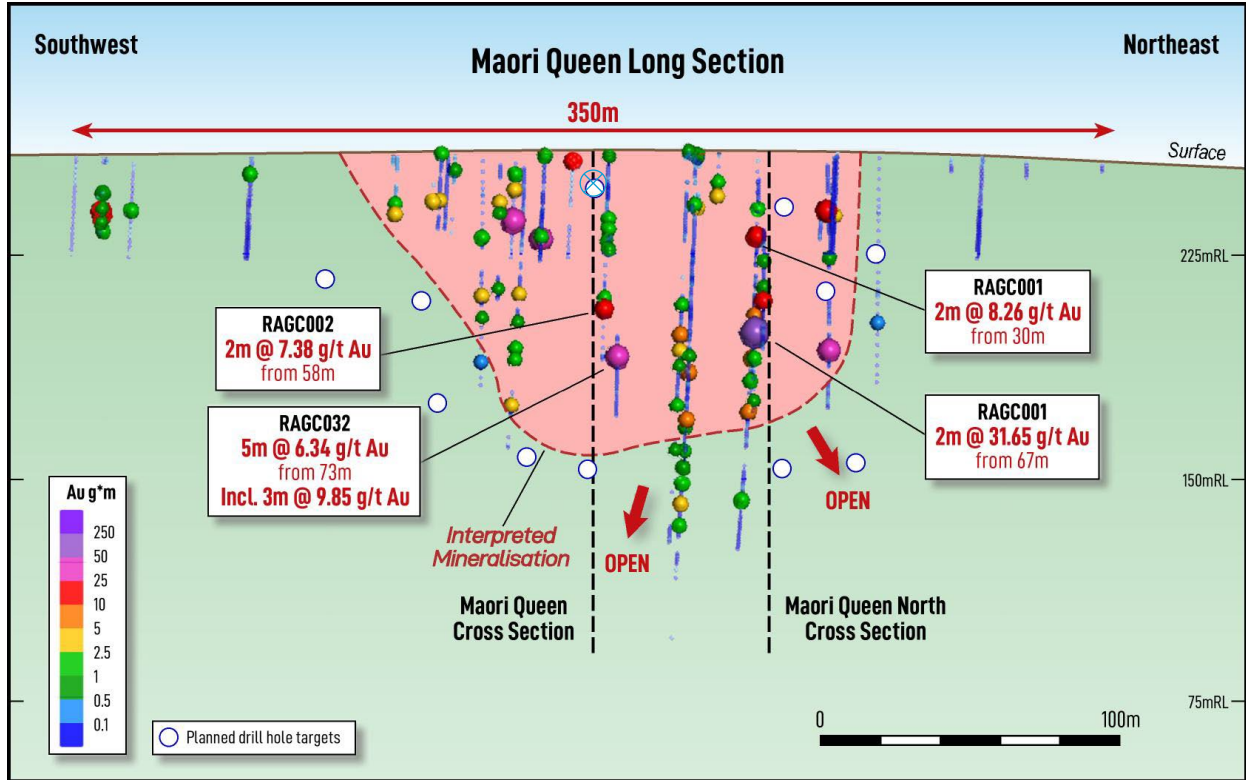 Southwest
Maori Queen Long Section
Northeast
350m
Surface
225mRL
RAGC001
2m @ 8.26 g/t Au
from 30m
RAGC002
2m @ 7.38 g/t Au
from 58m
RAGC032
5m @ 6.34 g/t Au
from 73m
Incl. 3m @ 9.85 g/t Au
RAGC001
2m @ 31.65 g/t Au
from 67m
150mRL
OPEN
OPEN
Interpreted
Mineralisation
Maori Queen
Cross Section
Maori Queen North
Cross Section
Au g*m
250
50
25
10
5
2.5
1
0.5
0.1
75mRL
Planned drill hole targets
0
100m